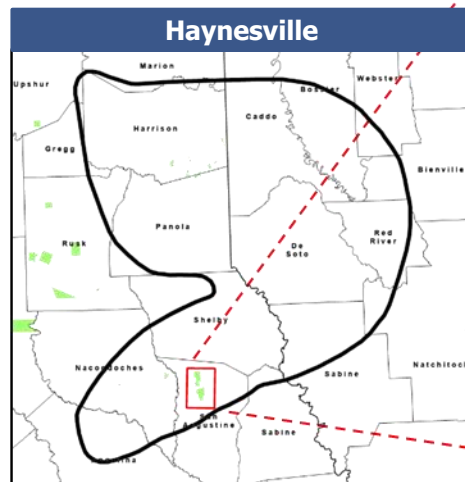 Haynesville
Marion
Upshur
Webster
Bossier
Caddo
Harrison
Gregg
Bienville
Panola
Red
River
De
Soto
Rusk
Shelby
Nacogdoches
Sabine
Natchitoch
San
Augustine
Sabine
Angelina